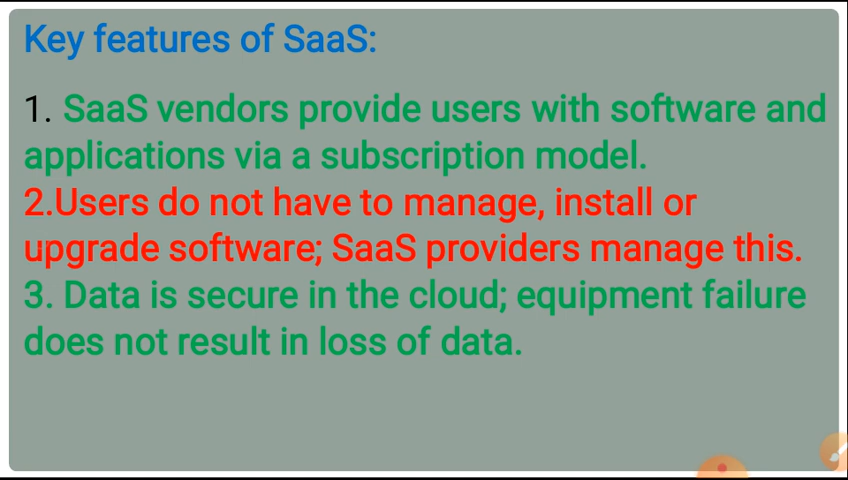 Key features of SaaS:
1. SaaS vendors provide users with software and
applications via a subscription model.
2.Users do not have to manage, install or
upgrade software; SaaS providers manage this.
3. Data is secure in the cloud; equipment failure
does not result in loss of data.